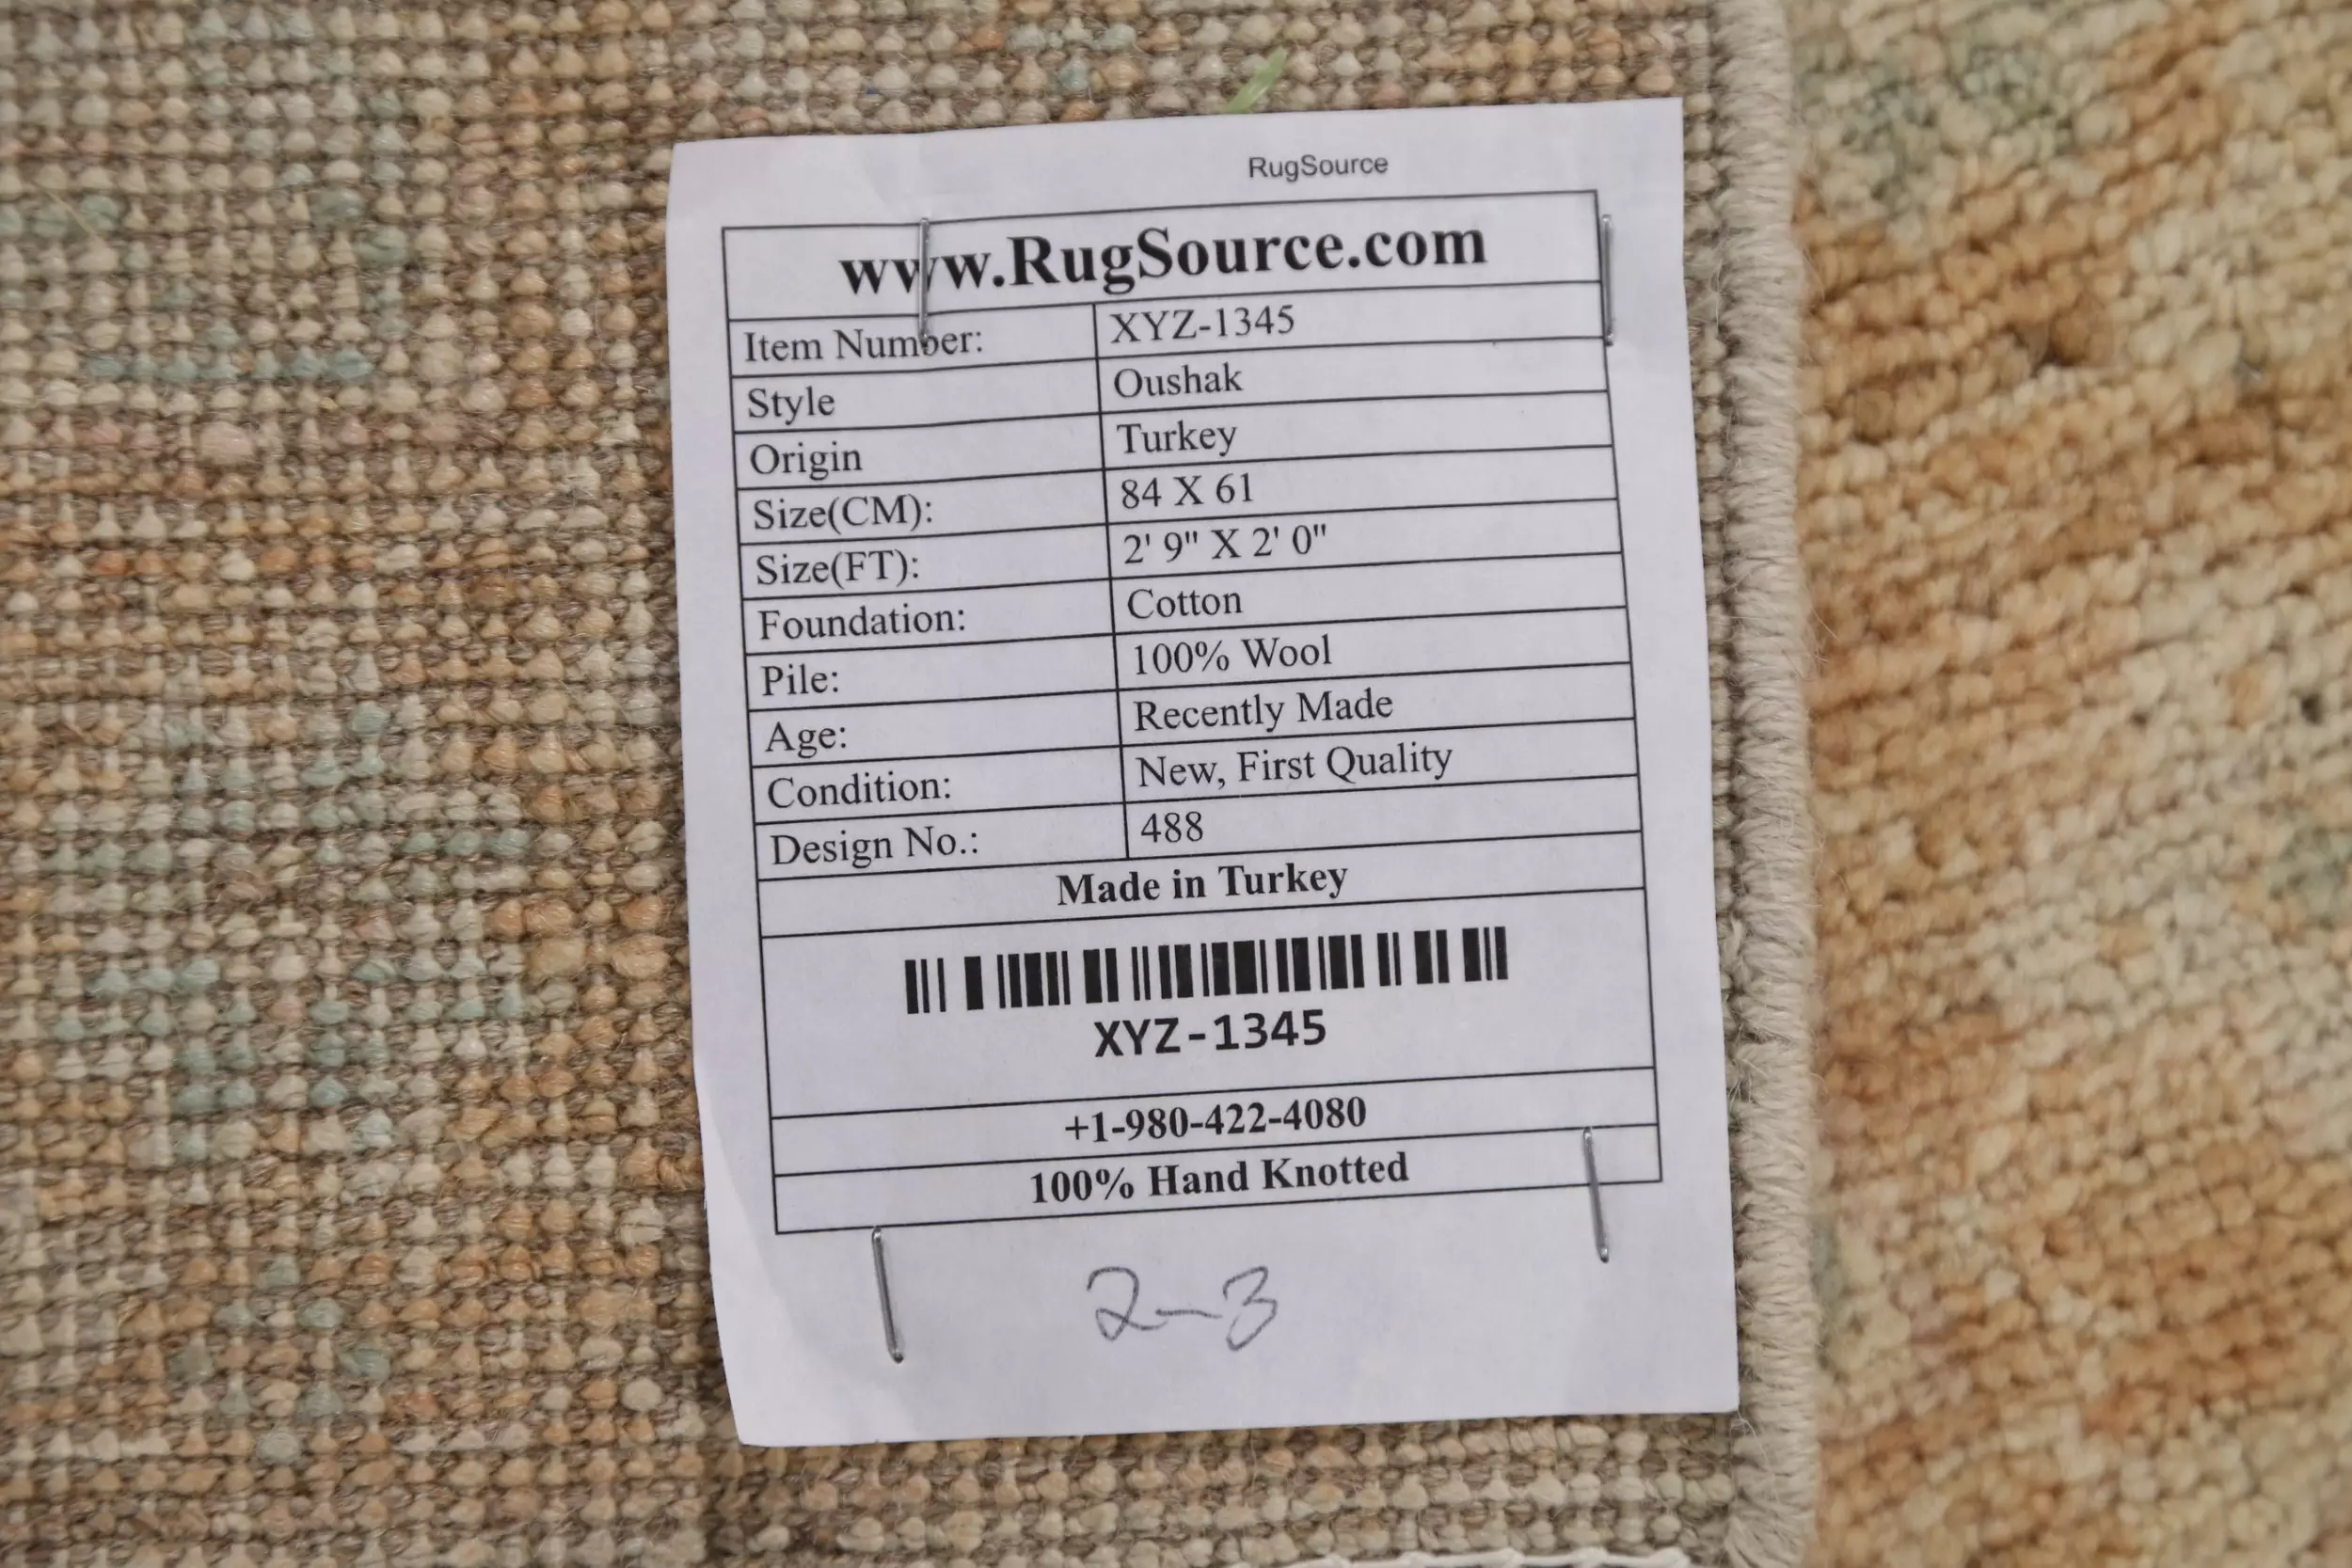 RugSource
www.RugSource.com
Item Number: XYZ-1345
Style Oushak
Origin Turkey
Size(CM): 84 X 61
Size(FT): 2' 9" X 2' 0"
Foundation: Cotton
Pile: 100% Wool
Age: Recently Made
Condition: New, First Quality
Design No.: 488
Made in Turkey
XYZ-1345
+1-980-422-4080
100% Hand Knotted
2-3